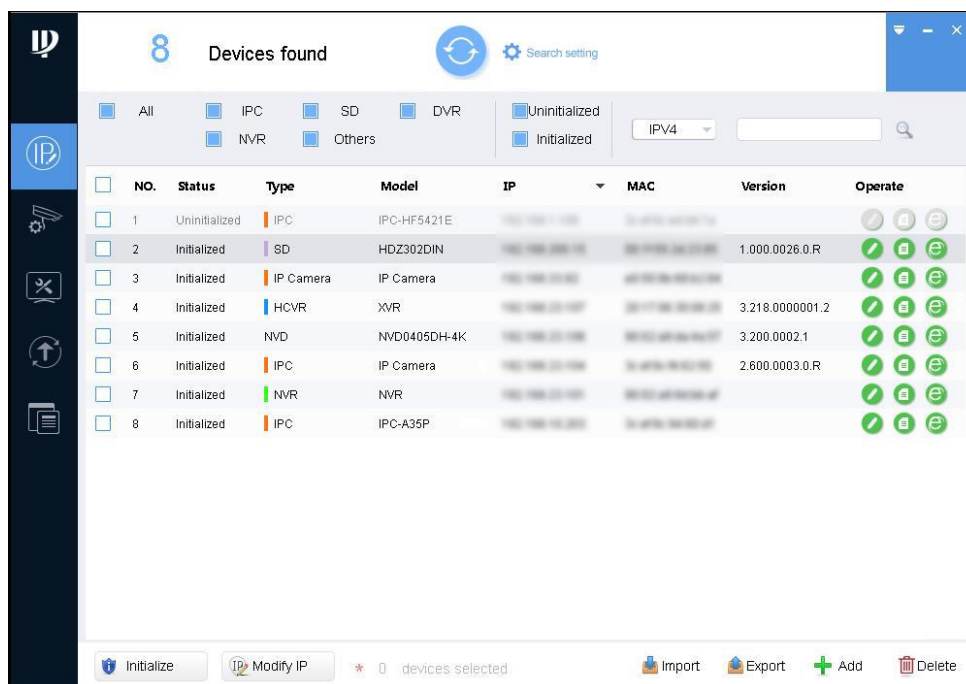 8 Devices found Search setting
All IPC SD DVR Uninitialized
NVR Others Initialized IPV4
NO. Status Type Model IP MAC Version Operate
1 Uninitialized IPC IPC-HF5421E
2 Initialized SD HDZ302DIN 1.000.0026.0.R
3 Initialized IP Camera IP Camera
4 Initialized HCVR XVR 3.218.0000001.2
5 Initialized NVD NVD0405DH-4K 3.200.0002.1
6 Initialized IPC IP Camera 2.600.0003.0.R
7 Initialized NVR NVR
8 Initialized IPC IPC-A35P
Initialize IP Modify IP * 0 devices selected Import Export Add Delete